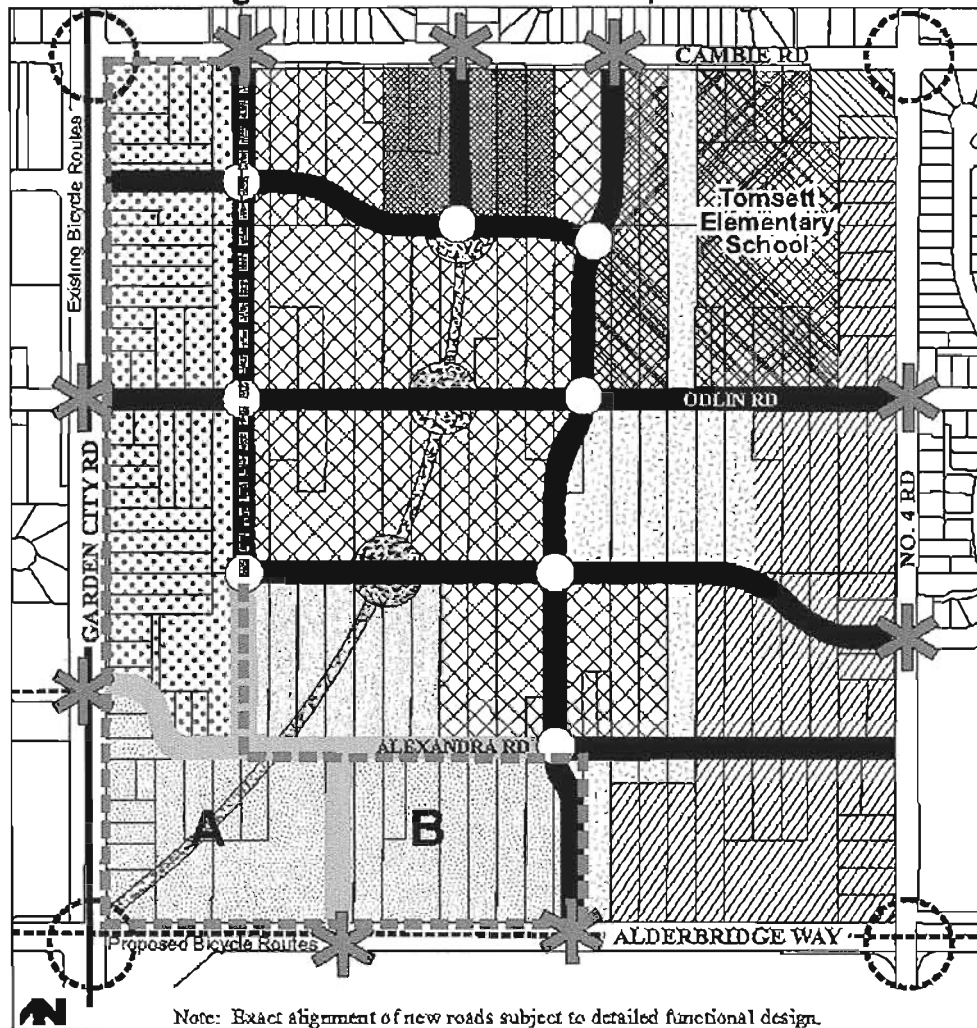 CAMBIE RD
Existing Bicycle Routes
Tomsett
Elementary
School
ODLIN RD
GARDEN CITY RD
NO. 4 RD
ALEXANDRA RD
A
B
Proposed Bicycle Routes
ALDERBRIDGE WAY
N
Note: Exact alignment of new roads subject to detailed functional design.